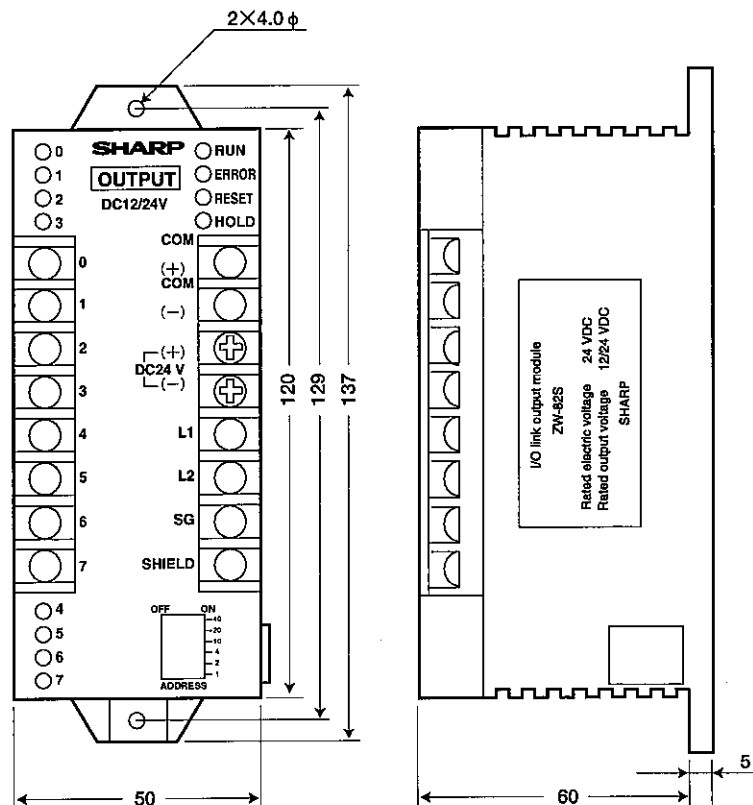 2×4.0 φ
0
1
2
3
SHARP
OUTPUT
DC12/24V
RUN
ERROR
RESET
HOLD
0
1
2
3
4
5
6
7
COM
(+)
COM
(−)
(+)
DC24 V
(−)
L1
L2
SG
SHIELD
4
5
6
7
OFF ON
40
20
10
4
2
1
ADDRESS
120
129
137
50
I/O link output module
ZW-82S
Rated electric voltage 24 VDC
Rated output voltage 12/24 VDC
SHARP
60
5